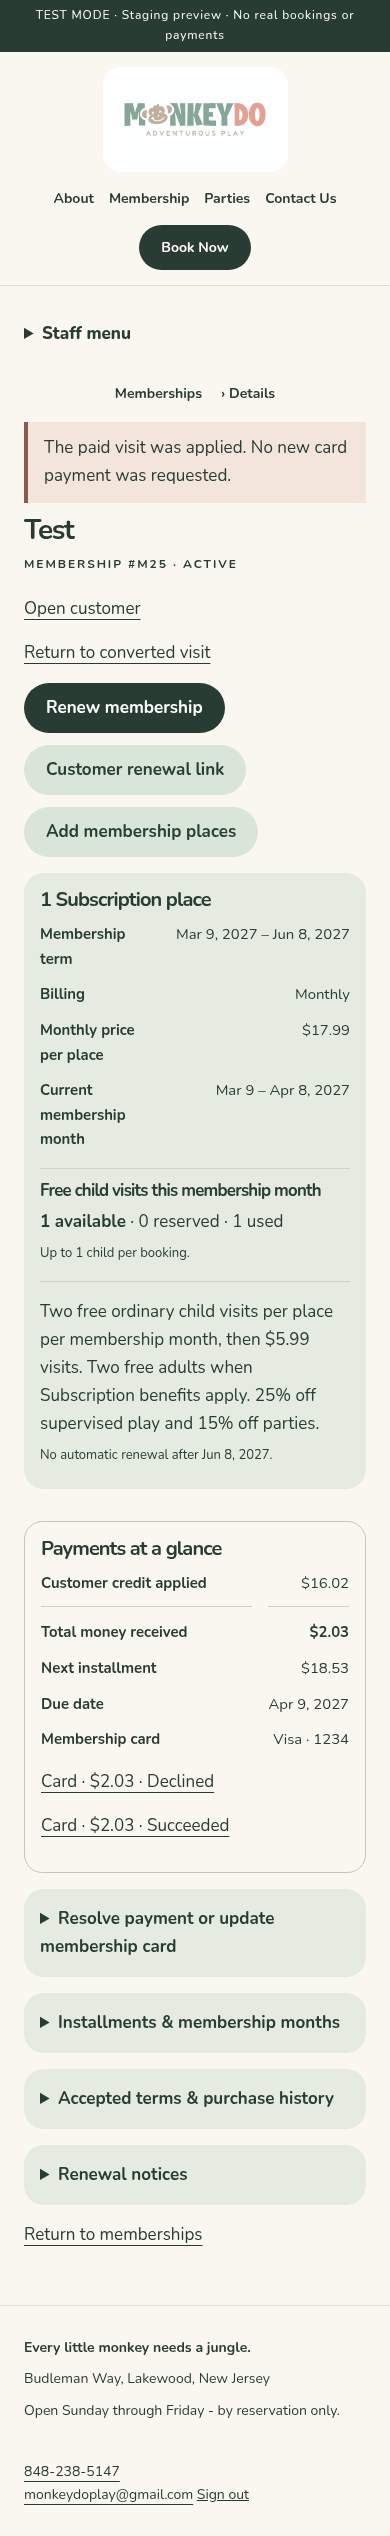 TEST MODE · Staging preview · No real bookings or
payments
MONKEYDO
ADVENTUROUS PLAY
About Membership Parties Contact Us
Book Now
▶ Staff menu
Memberships › Details
The paid visit was applied. No new card
payment was requested.
Test
MEMBERSHIP #M25 · ACTIVE
Open customer
Return to converted visit
Renew membership
Customer renewal link
Add membership places
1 Subscription place
Membership term Mar 9, 2027 – Jun 8, 2027
Billing Monthly
Monthly price per place $17.99
Current membership month Mar 9 – Apr 8, 2027
Free child visits this membership month
1 available · 0 reserved · 1 used
Up to 1 child per booking.
Two free ordinary child visits per place
per membership month, then $5.99
visits. Two free adults when
Subscription benefits apply. 25% off
supervised play and 15% off parties.
No automatic renewal after Jun 8, 2027.
Payments at a glance
Customer credit applied $16.02
Total money received $2.03
Next installment $18.53
Due date Apr 9, 2027
Membership card Visa · 1234
Card · $2.03 · Declined
Card · $2.03 · Succeeded
▶ Resolve payment or update
membership card
▶ Installments & membership months
▶ Accepted terms & purchase history
▶ Renewal notices
Return to memberships
Every little monkey needs a jungle.
Budleman Way, Lakewood, New Jersey
Open Sunday through Friday - by reservation only.
848-238-5147
monkeydoplay@gmail.com Sign out